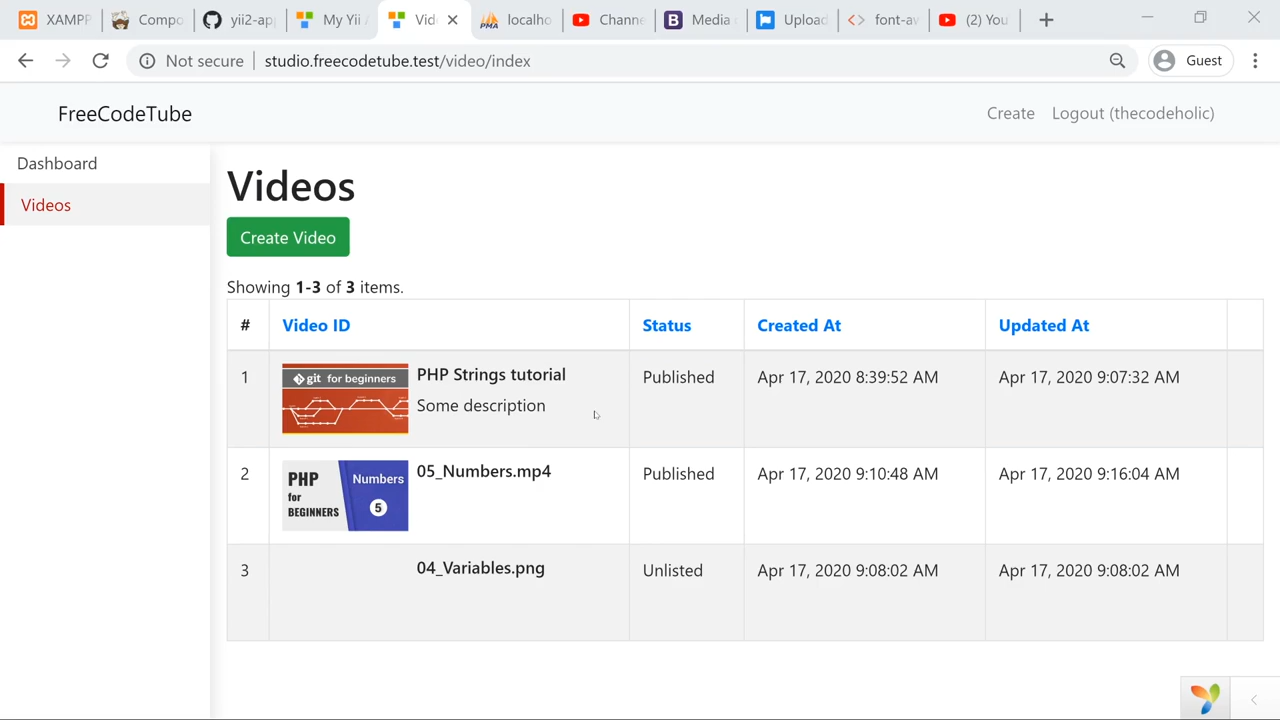 XAMPP
Compo
yii2-ap
My Yii A
Vid
localho
Channe
B Media
Upload
font-av
(2) You
Not secure
studio.freecodetube.test/video/index
Guest
FreeCodeTube
Create
Logout (thecodeholic)
Dashboard
Videos
Videos
Create Video
Showing 1-3 of 3 items.
# Video ID Status Created At Updated At
1 PHP Strings tutorial Published Apr 17, 2020 8:39:52 AM Apr 17, 2020 9:07:32 AM
git for beginners
Some description
2 05_Numbers.mp4 Published Apr 17, 2020 9:10:48 AM Apr 17, 2020 9:16:04 AM
PHP Numbers
for
BEGINNERS 5
3 04_Variables.png Unlisted Apr 17, 2020 9:08:02 AM Apr 17, 2020 9:08:02 AM